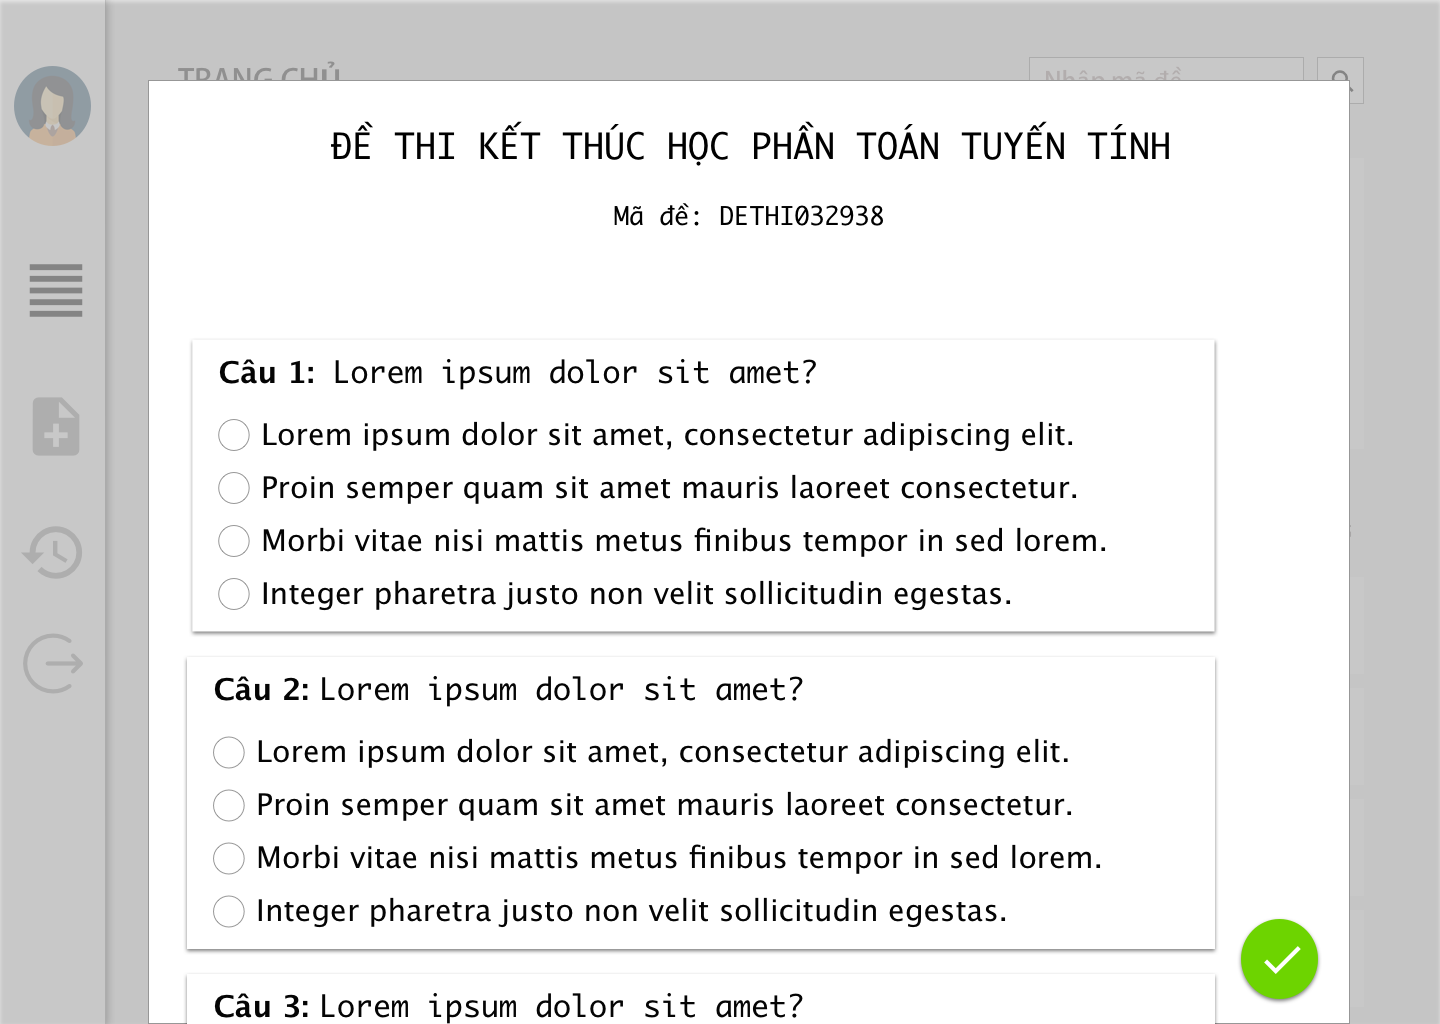 TRANG CHỦ
Nhập mã đề
ĐỀ THI KẾT THÚC HỌC PHẦN TOÁN TUYẾN TÍNH
Mã đề: DETHI032938
Câu 1: Lorem ipsum dolor sit amet?
Lorem ipsum dolor sit amet, consectetur adipiscing elit.
Proin semper quam sit amet mauris laoreet consectetur.
Morbi vitae nisi mattis metus finibus tempor in sed lorem.
Integer pharetra justo non velit sollicitudin egestas.
Câu 2: Lorem ipsum dolor sit amet?
Lorem ipsum dolor sit amet, consectetur adipiscing elit.
Proin semper quam sit amet mauris laoreet consectetur.
Morbi vitae nisi mattis metus finibus tempor in sed lorem.
Integer pharetra justo non velit sollicitudin egestas.
Câu 3: Lorem ipsum dolor sit amet?